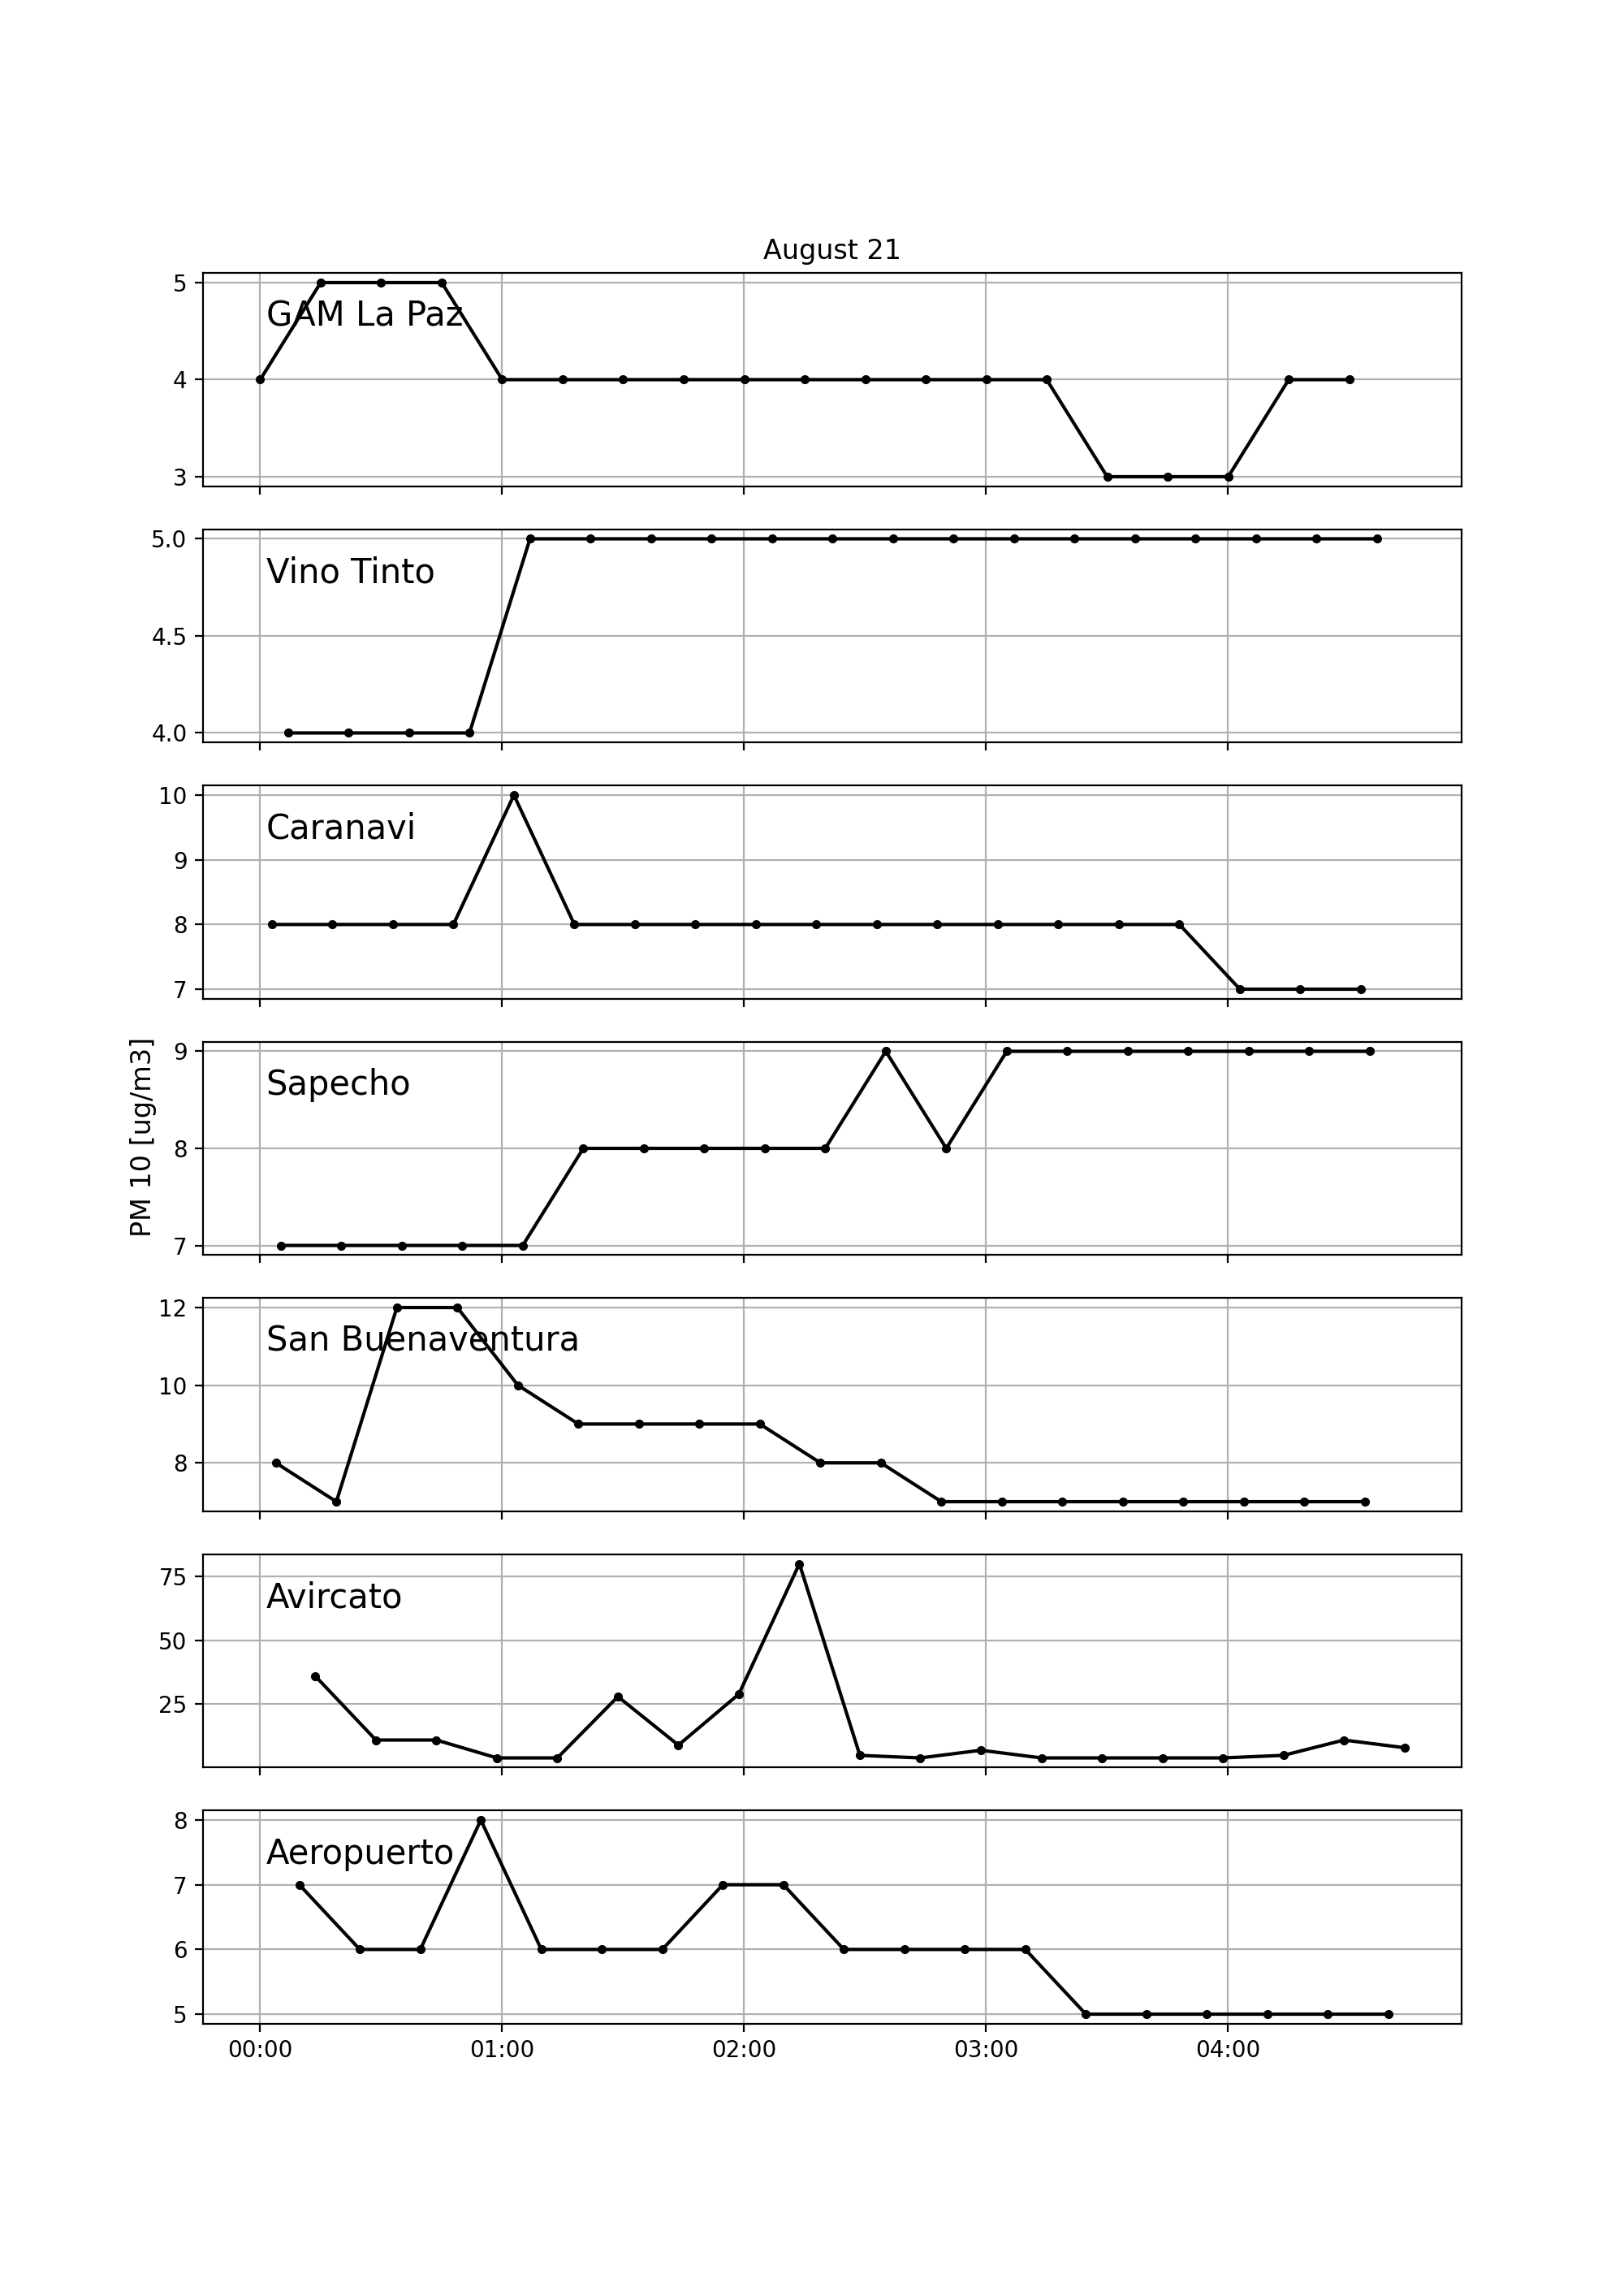 August 21
5
GAM La Paz
4
3
5.0
Vino Tinto
4.5
4.0
10
Caranavi
9
8
7
PM 10 [ug/m3]
9
Sapecho
8
7
12
San Buenaventura
10
8
75
Avircato
50
25
8
Aeropuerto
7
6
5
00:00 01:00 02:00 03:00 04:00